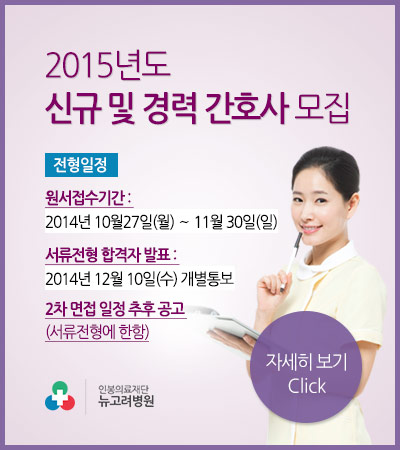 2015년도
신규 및 경력 간호사 모집
전형일정
원서접수기간 :
2014년 10월27일(월) ~ 11월 30일(일)
서류전형 합격자 발표 :
2014년 12월 10일(수) 개별통보
2차 면접 일정 추후 공고
(서류전형에 한함)
자세히 보기
Click
인봉의료재단
뉴고려병원